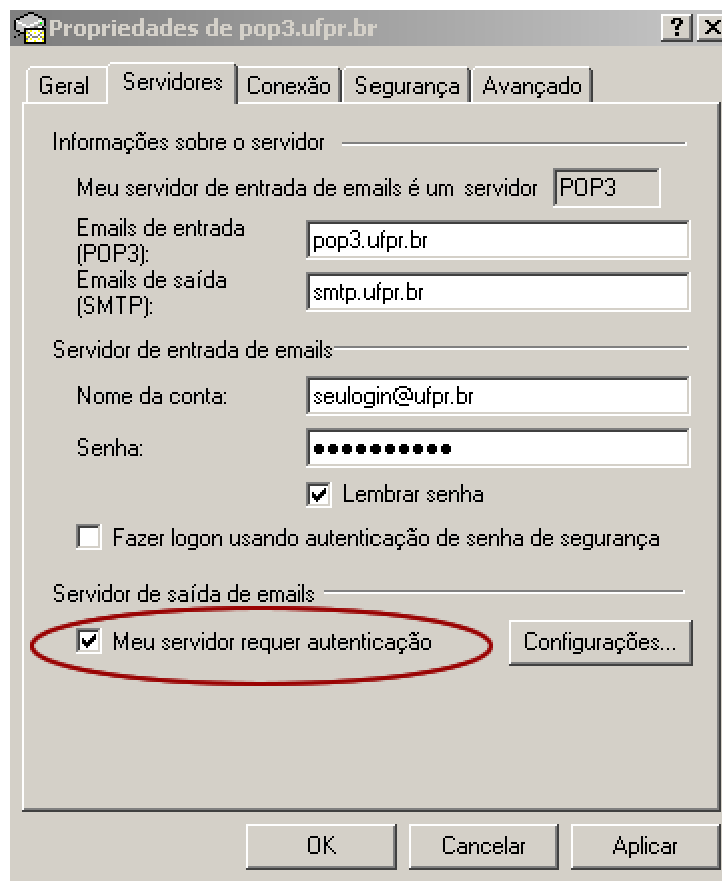 Propriedades de pop3.ufpr.br
Geral Servidores Conexão Segurança Avançado
Informações sobre o servidor
Meu servidor de entrada de emails é um servidor POP3
Emails de entrada
(POP3):
pop3.ufpr.br
Emails de saída
(SMTP):
smtp.ufpr.br
Servidor de entrada de emails
Nome da conta: seulogin@ufpr.br
Senha: ●●●●●●●●●●
Lembrar senha
Fazer logon usando autenticação de senha de segurança
Servidor de saída de emails
Meu servidor requer autenticação Configurações...
OK Cancelar Aplicar